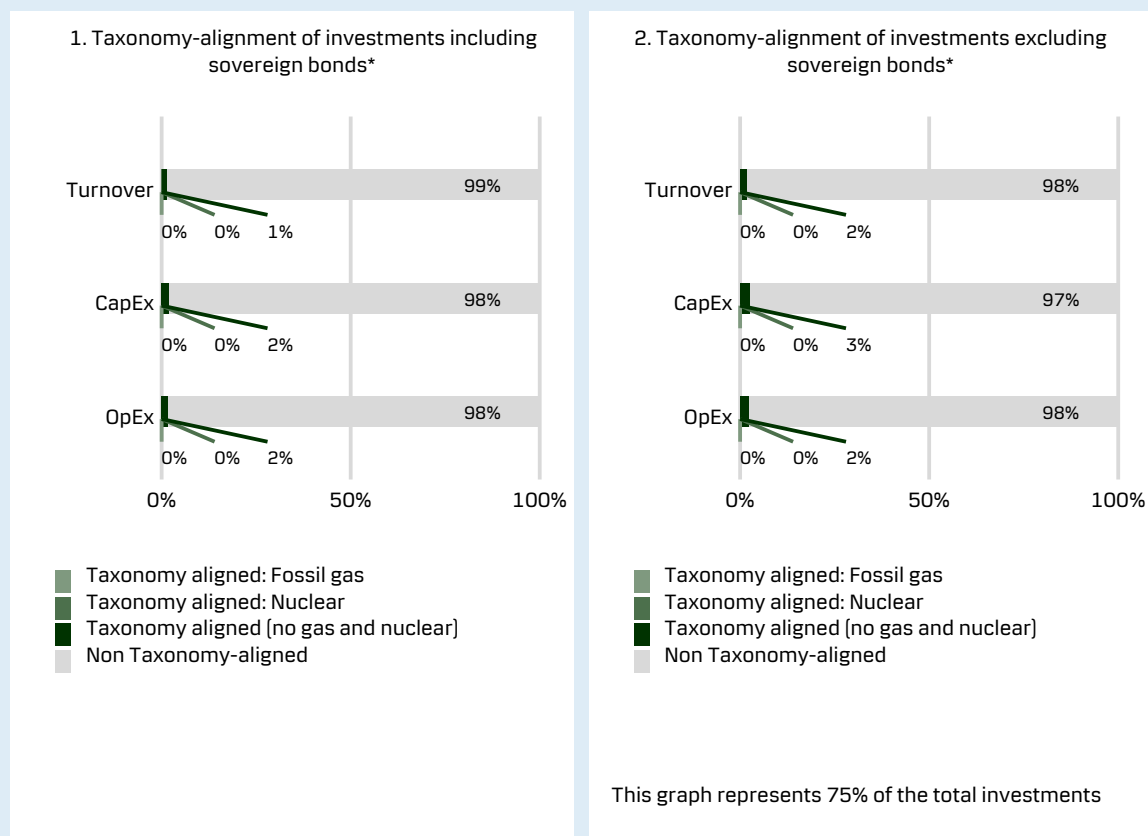 1. Taxonomy-alignment of investments including
sovereign bonds*
Turnover
99%
0% 0% 1%
CapEx
98%
0% 0% 2%
OpEx
98%
0% 0% 2%
0% 50% 100%
Taxonomy aligned: Fossil gas
Taxonomy aligned: Nuclear
Taxonomy aligned (no gas and nuclear)
Non Taxonomy-aligned
2. Taxonomy-alignment of investments excluding
sovereign bonds*
Turnover
98%
0% 0% 2%
CapEx
97%
0% 0% 3%
OpEx
98%
0% 0% 2%
0% 50% 100%
Taxonomy aligned: Fossil gas
Taxonomy aligned: Nuclear
Taxonomy aligned (no gas and nuclear)
Non Taxonomy-aligned
This graph represents 75% of the total investments